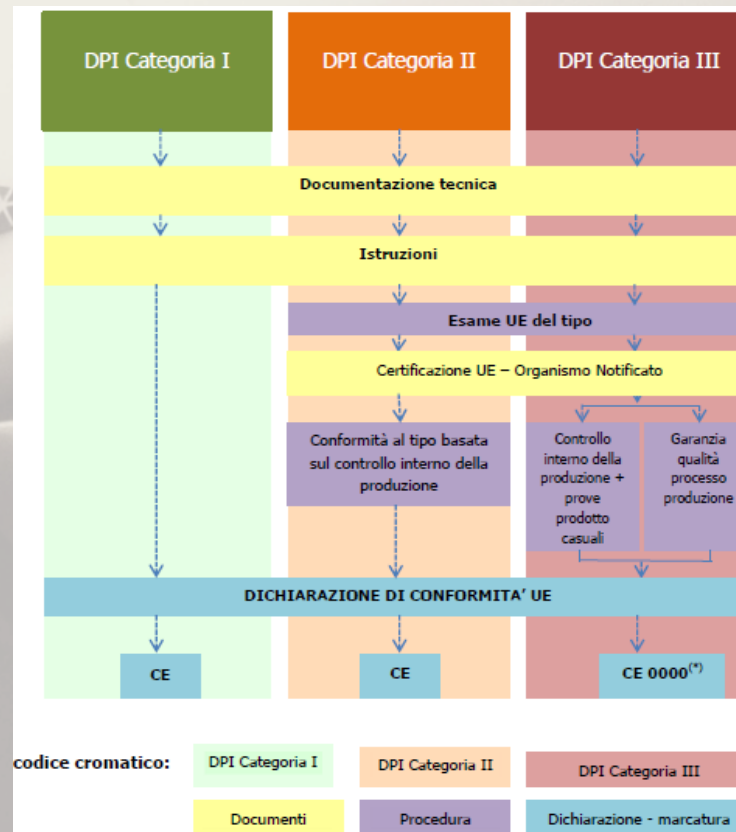 DPI Categoria I
DPI Categoria II
DPI Categoria III
Documentazione tecnica
Istruzioni
Esame UE del tipo
Certificazione UE – Organismo Notificato
Conformità al tipo basata
sul controllo interno della
produzione
Controllo
interno della
produzione +
prove
prodotto
casuali
Garanzia
qualità
processo
produzione
DICHIARAZIONE DI CONFORMITA’ UE
CE
CE
CE 0000(*)
codice cromatico:
DPI Categoria I
DPI Categoria II
DPI Categoria III
Documenti
Procedura
Dichiarazione - marcatura